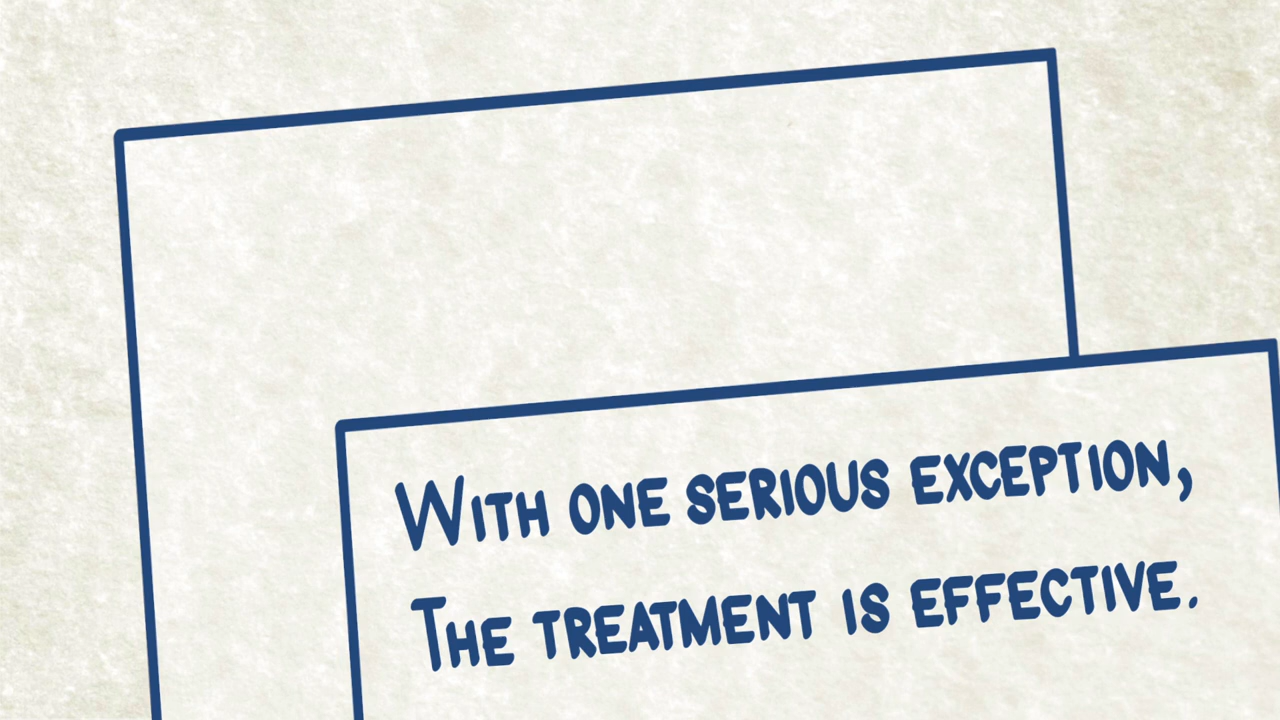 With one serious exception,
The treatment is effective.